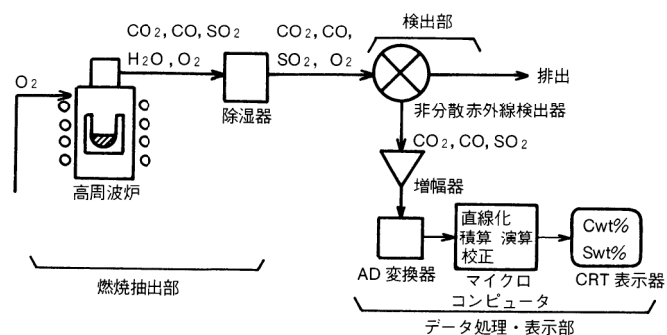 CO₂, CO, SO₂
H₂O, O₂
CO₂, CO,
SO₂, O₂
検出部
O₂
除湿器
排出
非分散赤外線検出器
CO₂, CO, SO₂
高周波炉
増幅器
直線化
積算 演算
校正
Cwt%
Swt%
AD 変換器
マイクロ
コンピュータ
CRT 表示器
燃焼抽出部
データ処理・表示部